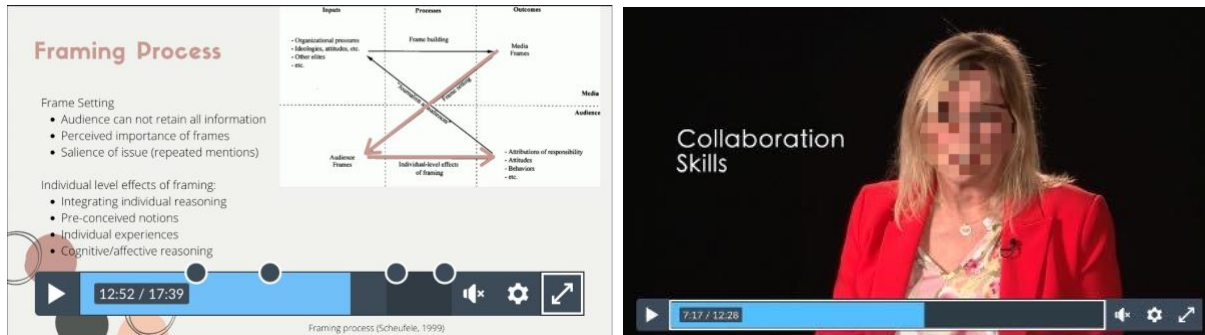 Framing Process
Frame Setting
Audience can not retain all information
Perceived importance of frames
Salience of issue (repeated mentions)
Individual level effects of framing:
Integrating individual reasoning
Pre-conceived notions
Individual experiences
Cognitive/affective reasoning
Inputs
Processes
Outcomes
- Organizational pressures
- Ideologies, attitudes, etc.
- Other elites
- etc.
Frame building
Media
Frames
Media
Audience
Audience
Frames
Individual-level effects
of framing
- Attributions of responsibility
- Attitudes
- Behaviors
- etc.
12:52 / 17:39
Framing process (Scheufele, 1999)
Collaboration
Skills
7:17 / 12:28